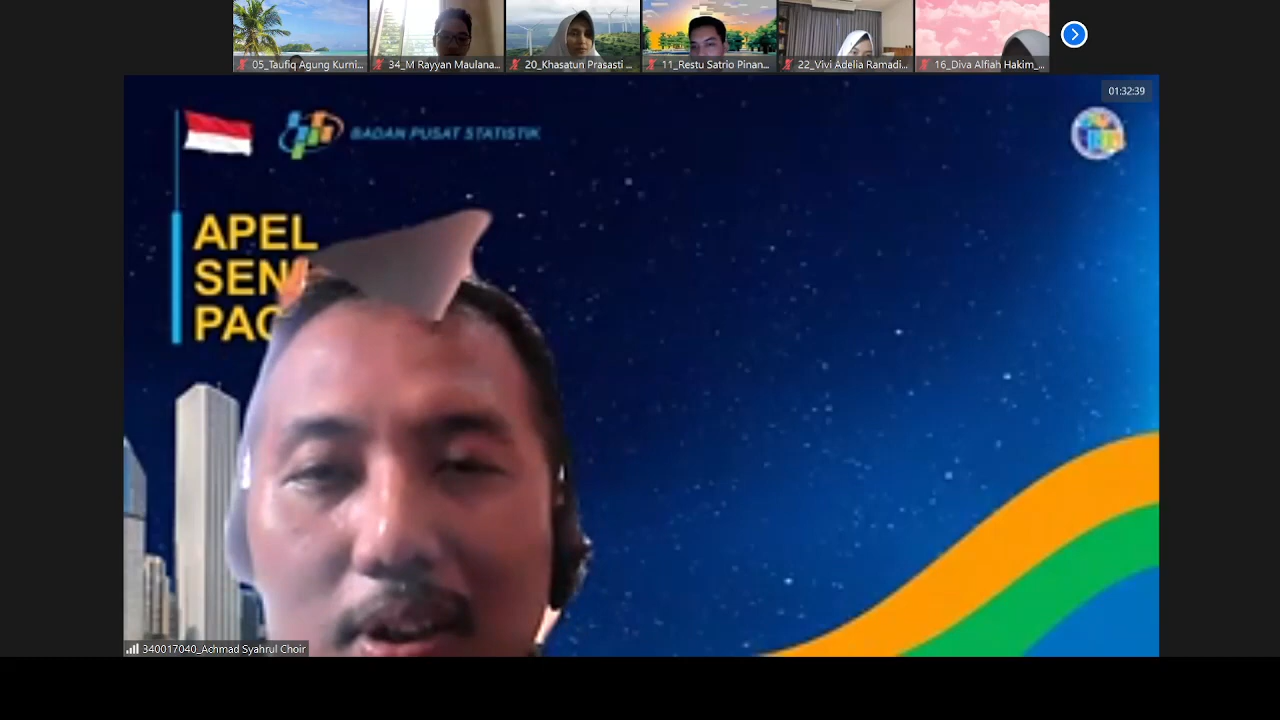 05_Taufiq Agung Kurni...
34_M Rayyan Maulana...
20_Khasatun Prasasti ...
11_Restu Satrio Pinan...
22_Vivi Adelia Ramadi...
16_Diva Alfiah Hakim_...
01:32:39
BADAN PUSAT STATISTIK
APEL
SEN
PAG
340017040_Achmad Syahrul Choir